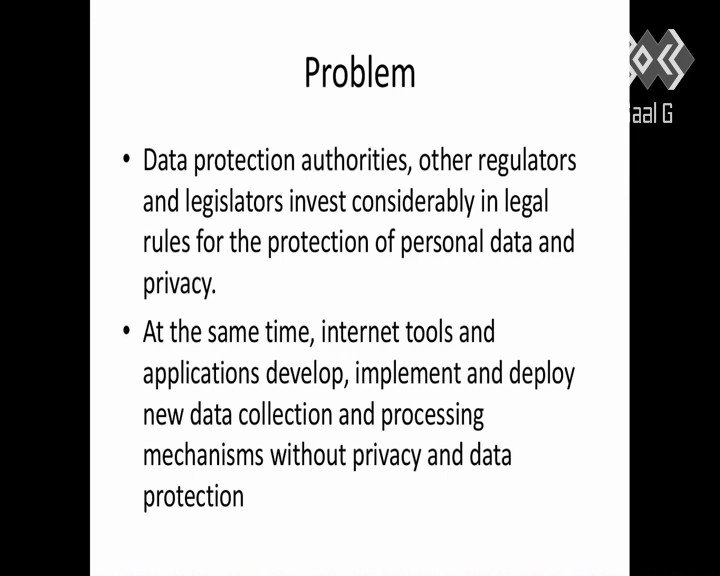 Problem
• Data protection authorities, other regulators
and legislators invest considerably in legal
rules for the protection of personal data and
privacy.
• At the same time, internet tools and
applications develop, implement and deploy
new data collection and processing
mechanisms without privacy and data
protection
aal G